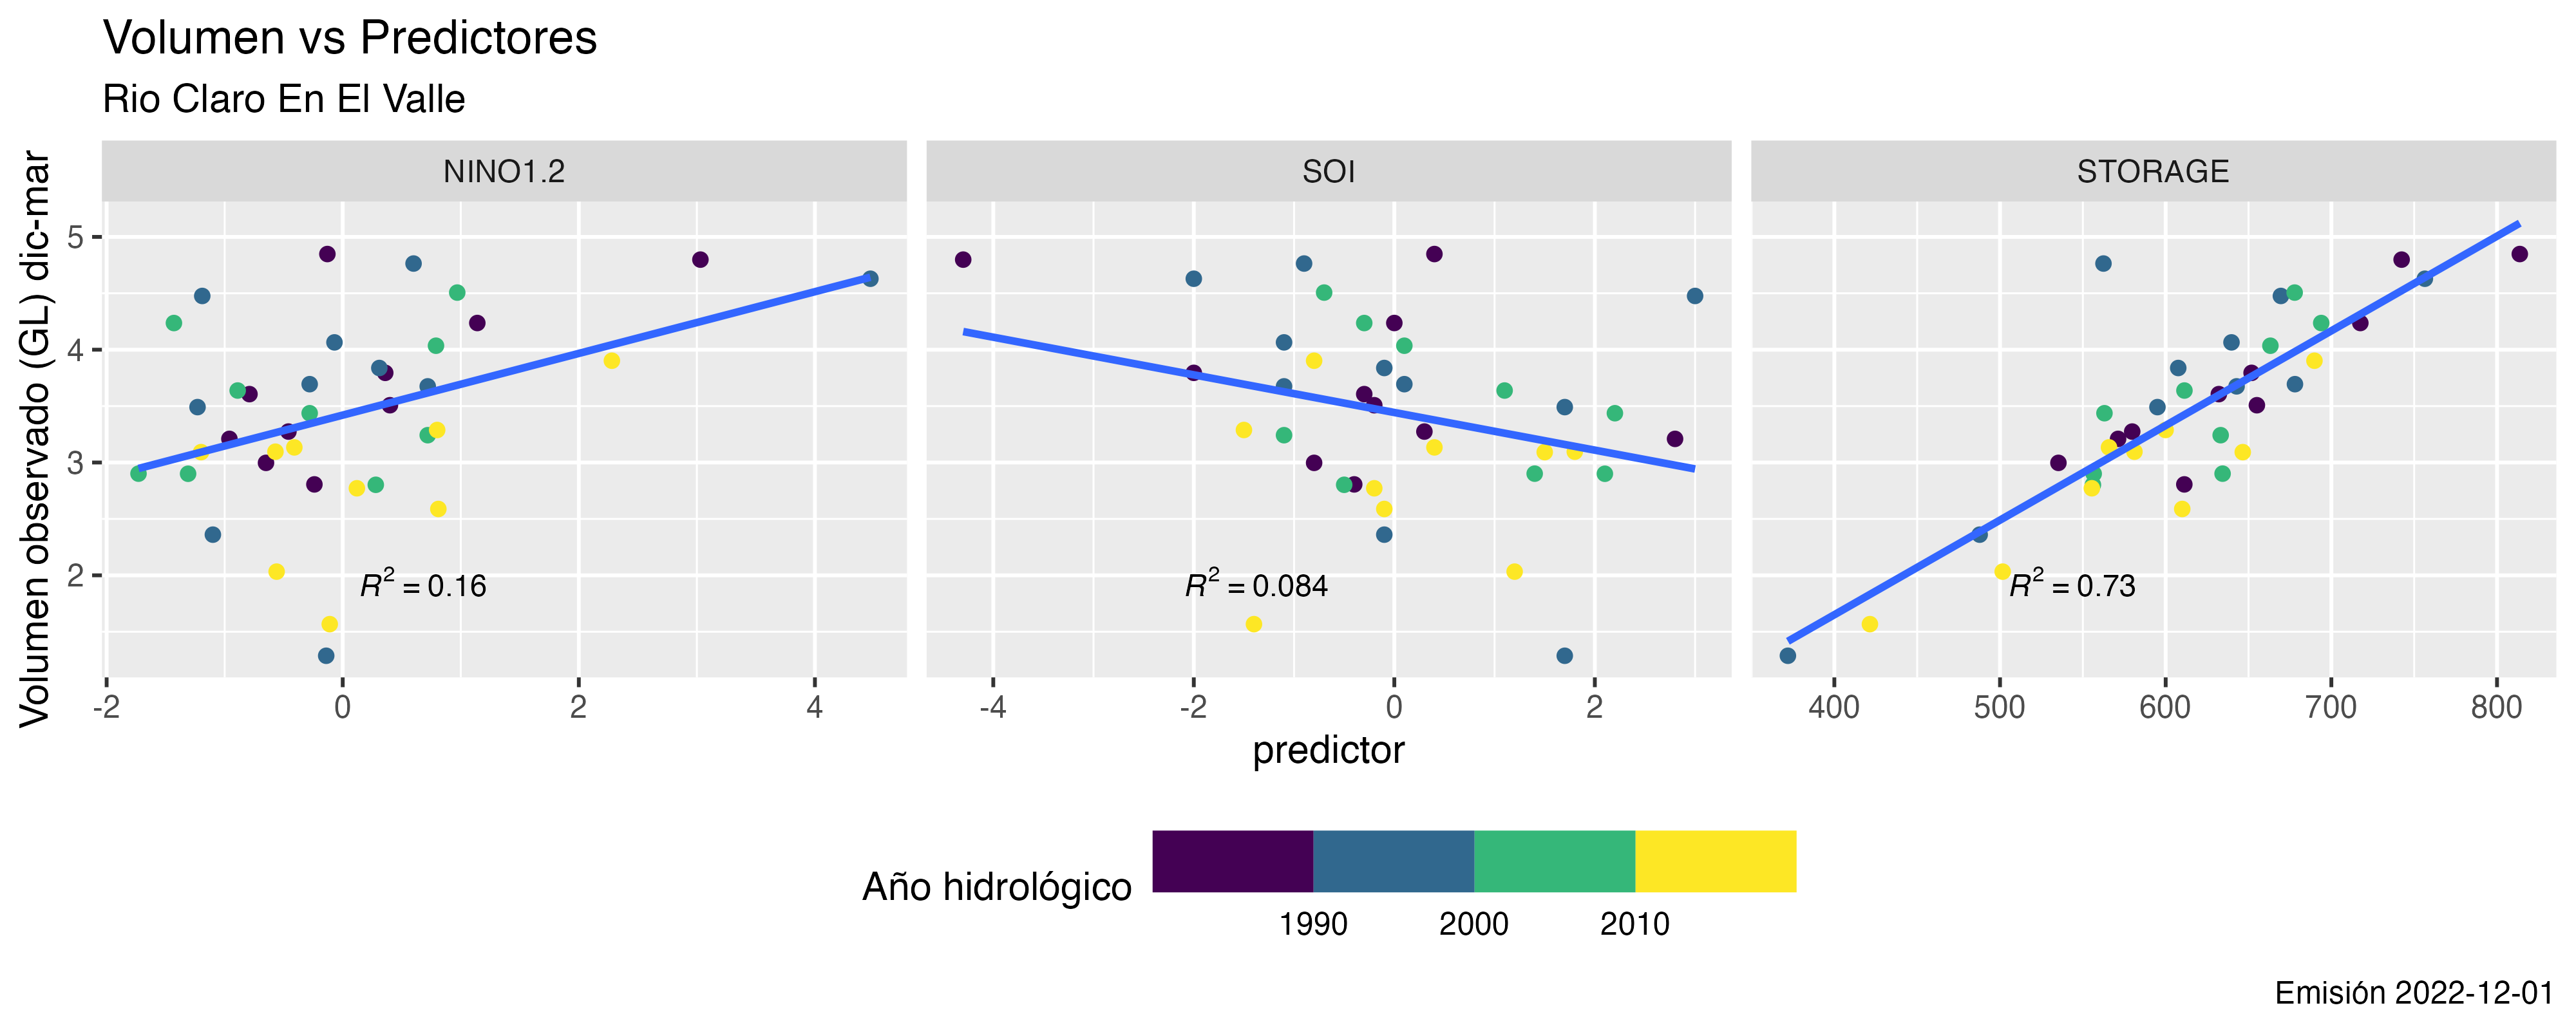 Volumen vs Predictores
Rio Claro En El Valle
NINO1.2 SOI STORAGE
Volumen observado (GL) dic-mar
5
4
3
2
R² = 0.16 R² = 0.084 R² = 0.73
-2 0 2 4 -4 -2 0 2 400 500 600 700 800
predictor
Año hidrológico
1990 2000 2010
Emisión 2022-12-01